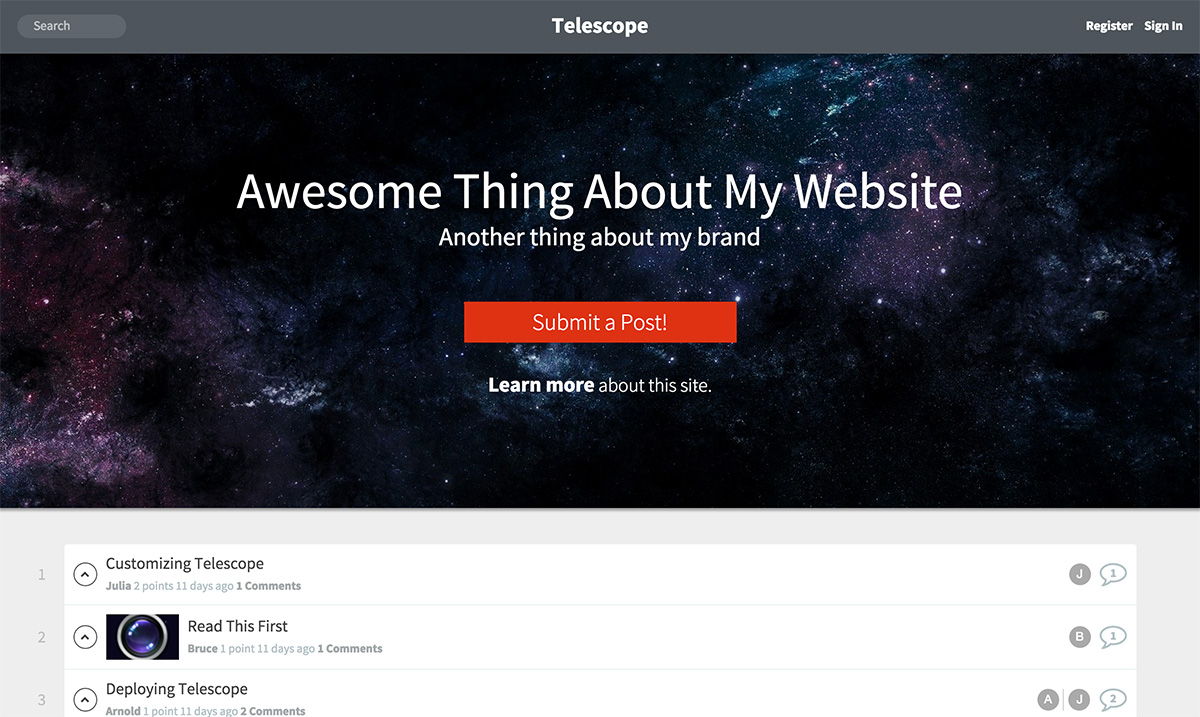 Search
Telescope
Register Sign In
Awesome Thing About My Website
Another thing about my brand
Submit a Post!
Learn more about this site.
1
Customizing Telescope
Julia 2 points 11 days ago 1 Comments
J 1
2
Read This First
Bruce 1 point 11 days ago 1 Comments
B 1
3
Deploying Telescope
Arnold 1 point 11 days ago 2 Comments
A J 2